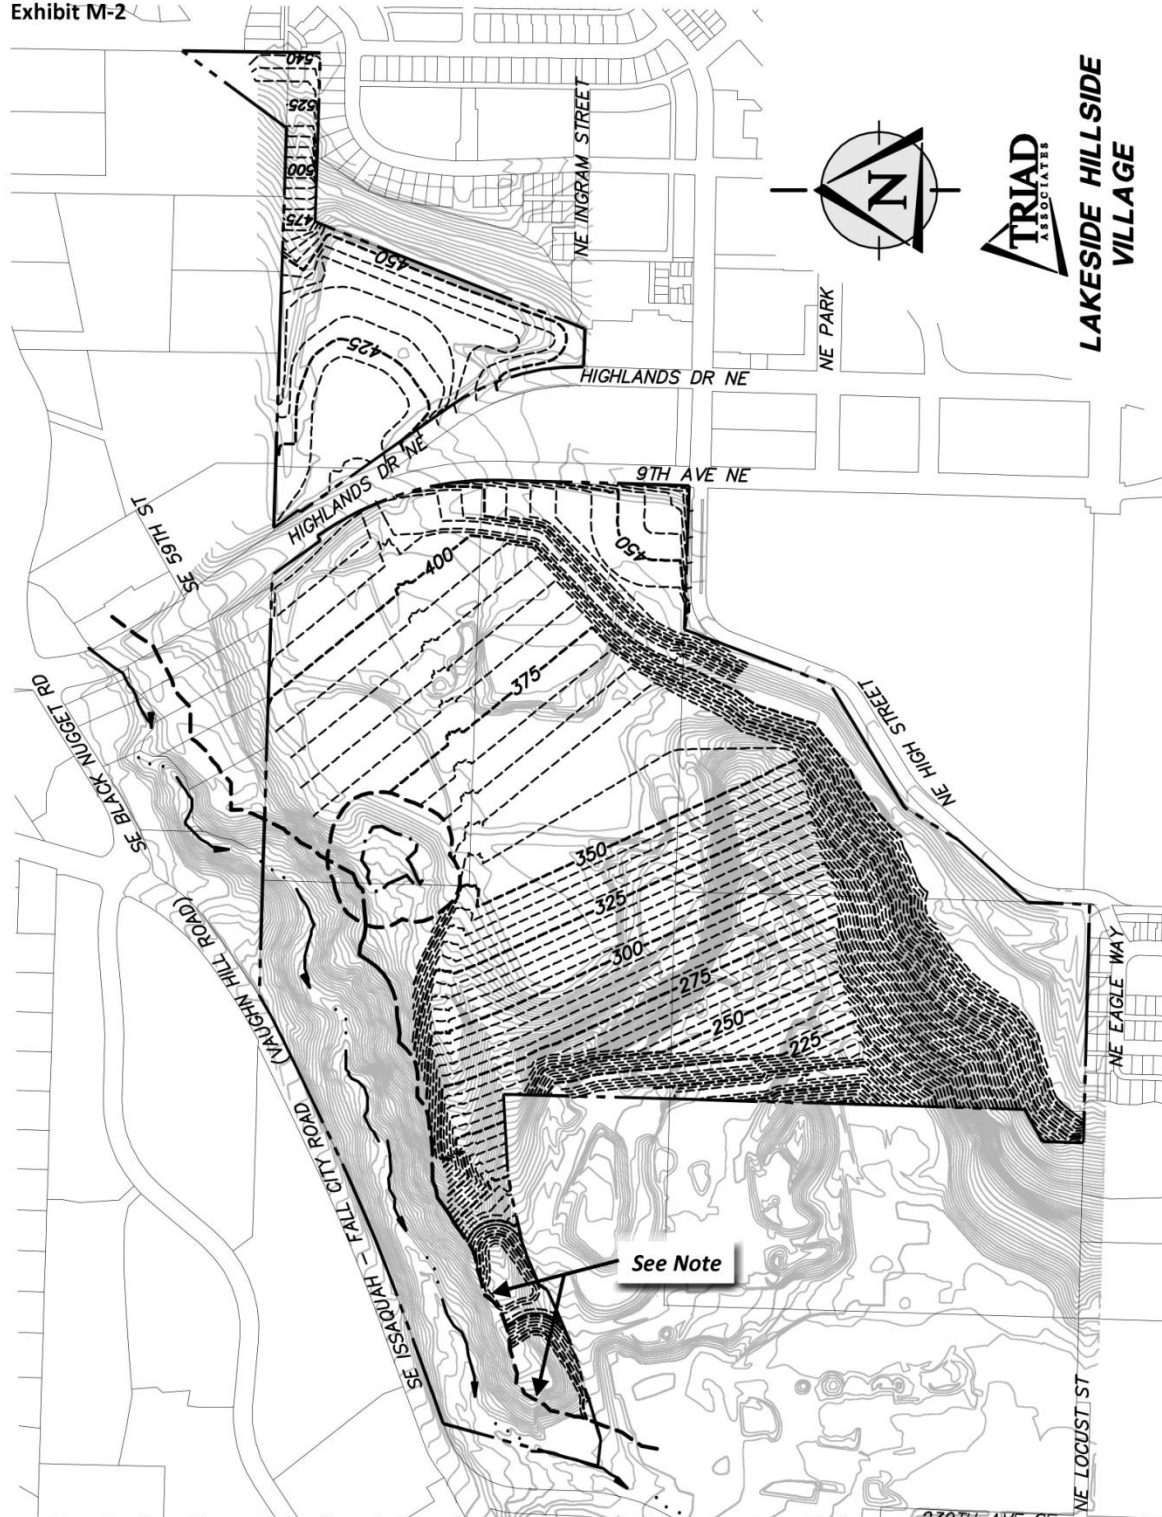 Exhibit M-2
540
525
500
475
450
425
NE INGRAM STREET
TRIAD
ASSOCIATES
LAKESIDE HILLSIDE
VILLAGE
N
NE PARK
HIGHLANDS DR NE
HIGHLANDS DR NE
9TH AVE NE
SE 59TH ST
450
400
375
SE BLACK NUGGET RD
NE HIGH STREET
350
325
300
275
250
225
SE ISSAQUAH - FALL CITY ROAD (VAUGHN HILL ROAD)
NE EAGLE WAY
See Note
NE LOCUST ST